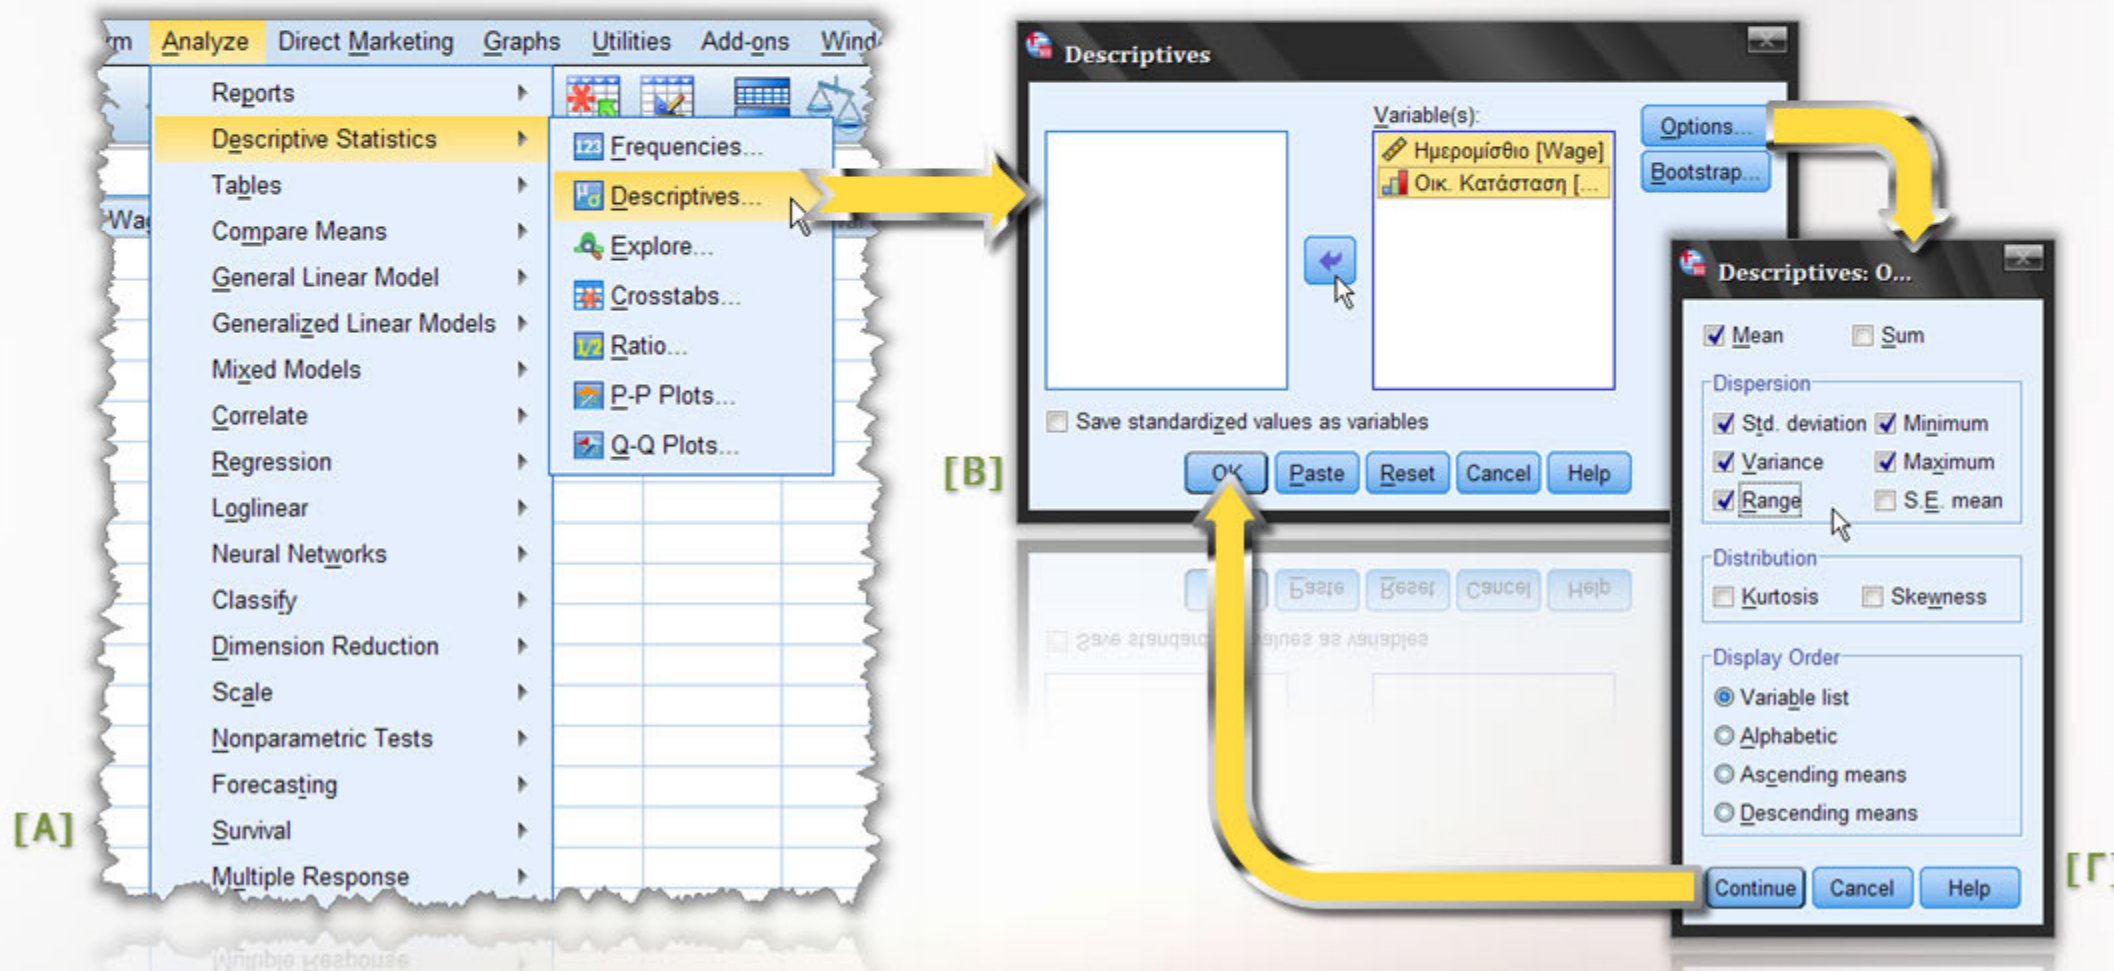 Analyze Direct Marketing Graphs Utilities Add-ons
Reports
Descriptive Statistics
Tables
Compare Means
General Linear Model
Generalized Linear Models
Mixed Models
Correlate
Regression
Loglinear
Neural Networks
Classify
Dimension Reduction
Scale
Nonparametric Tests
Forecasting
Survival
Multiple Response
[A]
Frequencies...
Descriptives...
Explore...
Crosstabs...
Ratio...
P-P Plots...
Q-Q Plots...
Descriptives
Variable(s):
Ημερομίσθιο [Wage]
Οικ. Κατάσταση [...
Options...
Bootstrap...
Save standardized values as variables
OK Paste Reset Cancel Help
[B]
Descriptives: O...
Mean Sum
Dispersion
Std. deviation Minimum
Variance Maximum
Range S.E. mean
Distribution
Kurtosis Skewness
Display Order
Variable list
Alphabetic
Ascending means
Descending means
Continue Cancel Help
[Γ]